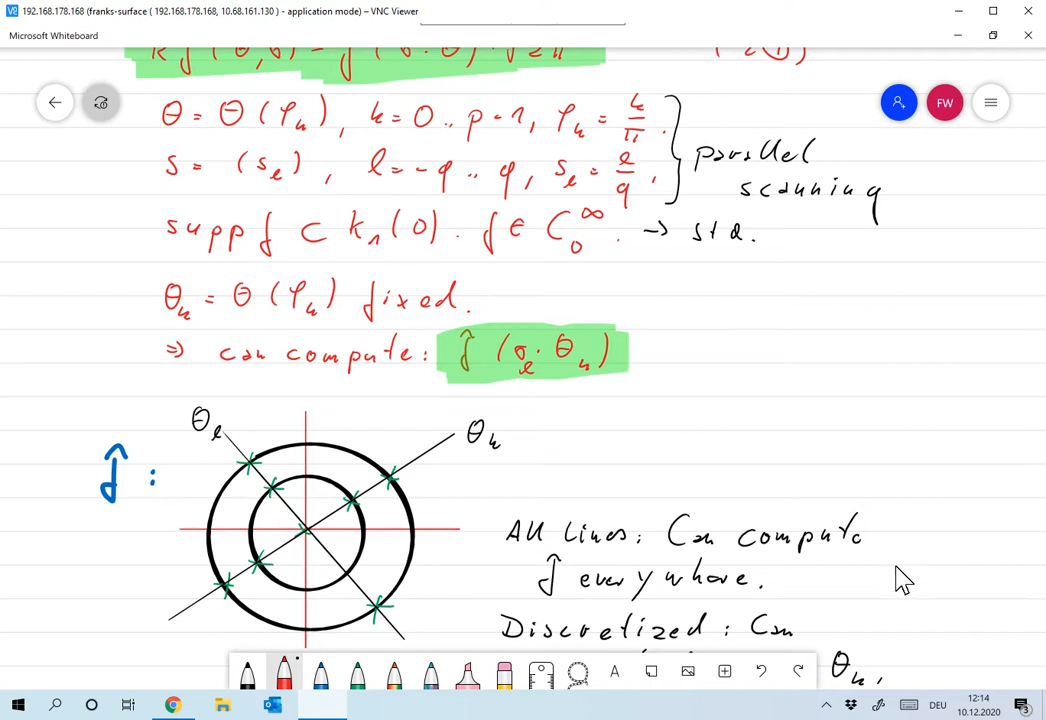 192.168.178.168 (franks-surface ( 192.168.178.168, 10.68.161.130 ) - application mode) – VNC Viewer
Microsoft Whiteboard
FW
θ = θ(φ_k), k = 0 .. p-1, φ_k = k/π .
s = (s_l), l = -q .. q, s_l = l/q ,
parallel
scanning
supp f ⊂ K_1(0) . f ∈ C_0^∞ . → std.
θ_k = θ(φ_k) fixed.
⇒ can compute: f̂ (σ_l · θ_k)
θ_l
θ_k
f̂ :
All lines: Can compute
f̂ everywhere.
Discretized : Can
θ_k ,
DEU
12:14
10.12.2020
3